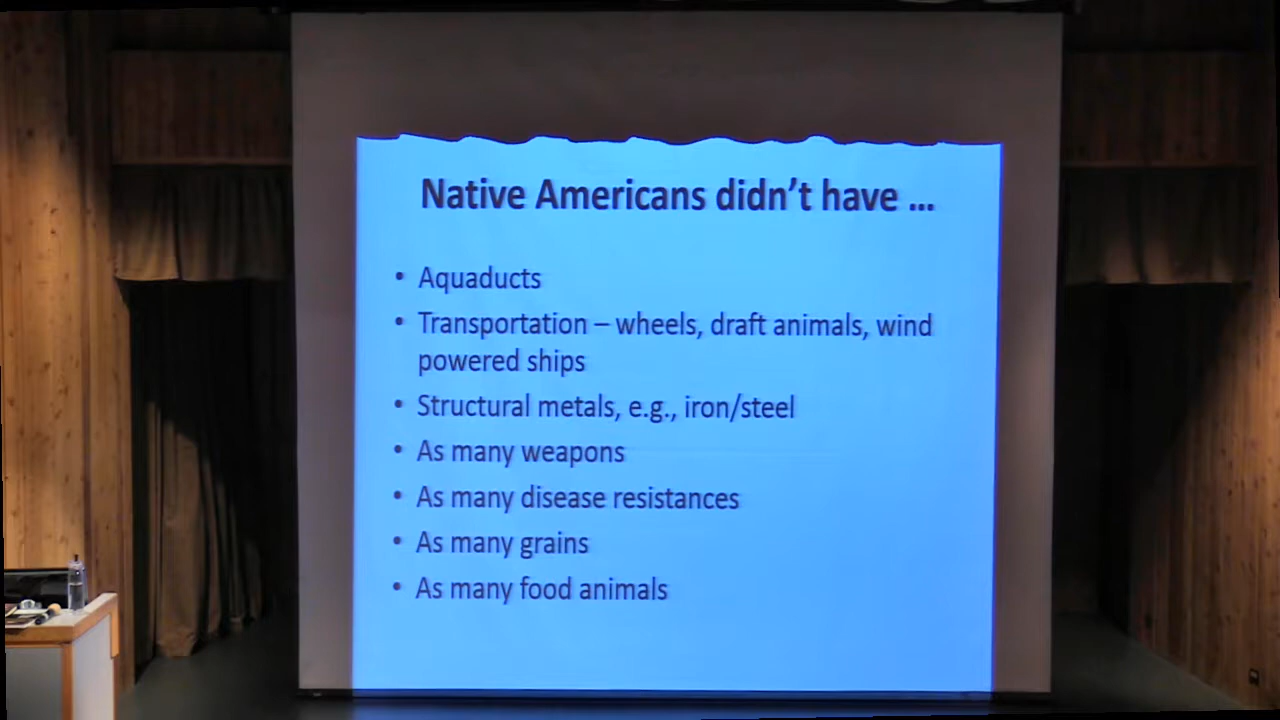 Native Americans didn't have ...
• Aquaducts
• Transportation – wheels, draft animals, wind
powered ships
• Structural metals, e.g., iron/steel
• As many weapons
• As many disease resistances
• As many grains
• As many food animals